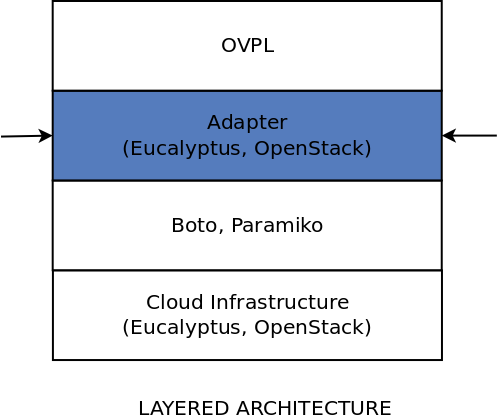 OVPL
Adapter
(Eucalyptus, OpenStack)
Boto, Paramiko
Cloud Infrastructure
(Eucalyptus, OpenStack)
LAYERED ARCHITECTURE